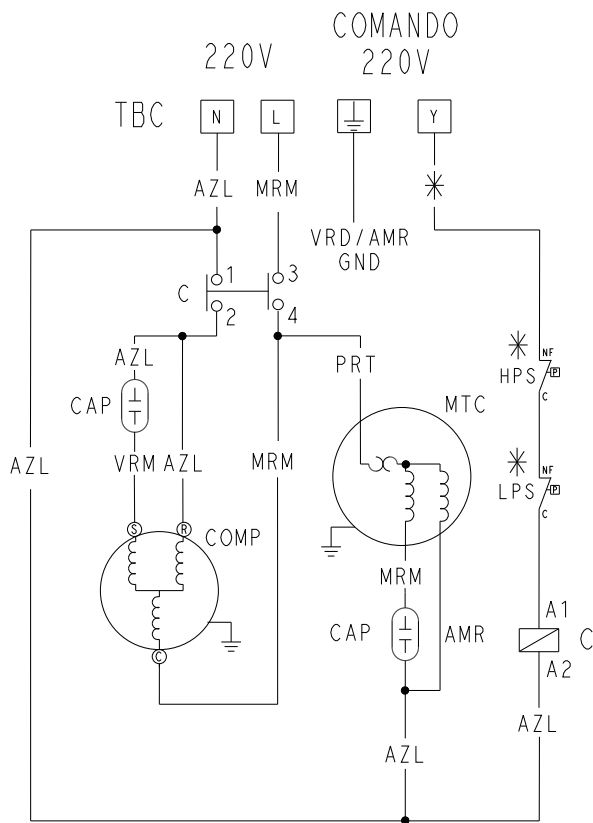 COMANDO
220V 220V
TBC N L Y
AZL MRM
VRD/AMR
GND
1 3
C
2 4
AZL PRT
HPS NF P
C
CAP MTC
AZL VRM AZL MRM
LPS NF P
C
S R COMP
MRM
A1
CAP AMR C
A2
C
AZL
AZL